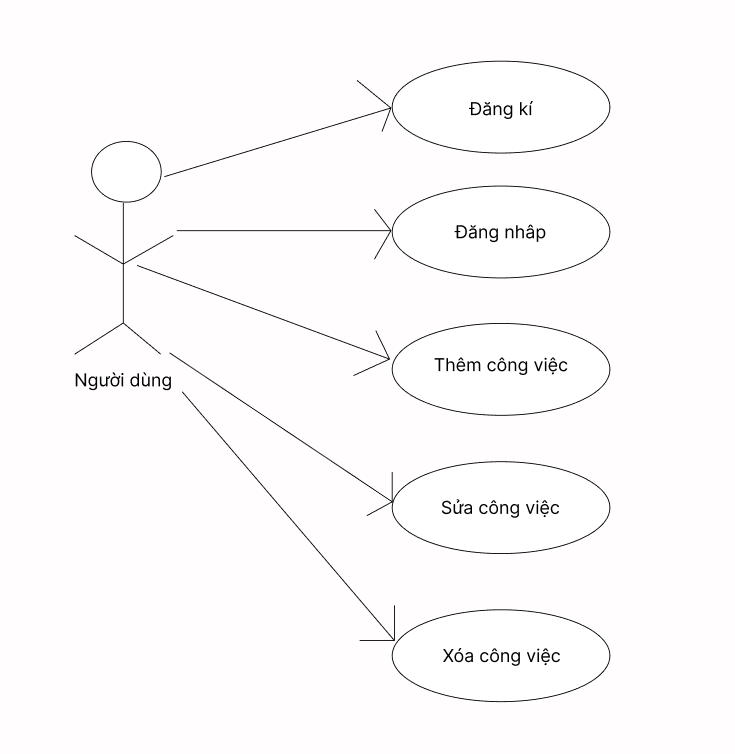 Đăng kí
Đăng nhâp
Thêm công việc
Người dùng
Sửa công việc
Xóa công việc